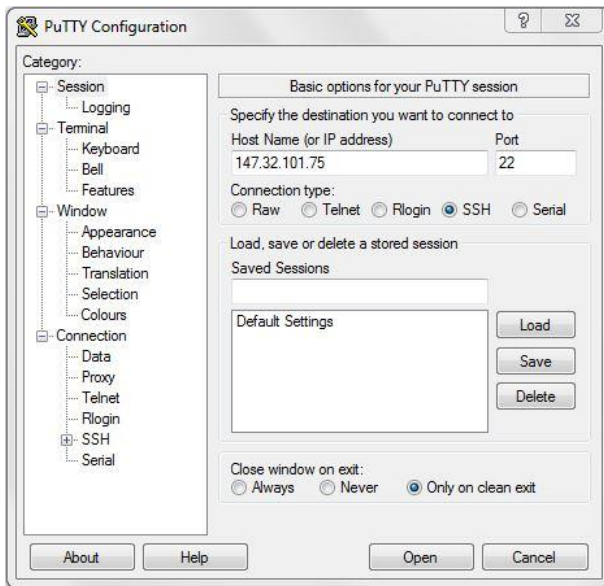 PuTTY Configuration
Category:
Session
Logging
Terminal
Keyboard
Bell
Features
Window
Appearance
Behaviour
Translation
Selection
Colours
Connection
Data
Proxy
Telnet
Rlogin
SSH
Serial
Basic options for your PuTTY session
Specify the destination you want to connect to
Host Name (or IP address) Port
147.32.101.75 22
Connection type:
Raw Telnet Rlogin SSH Serial
Load, save or delete a stored session
Saved Sessions
Default Settings
Load
Save
Delete
Close window on exit:
Always Never Only on clean exit
About Help Open Cancel